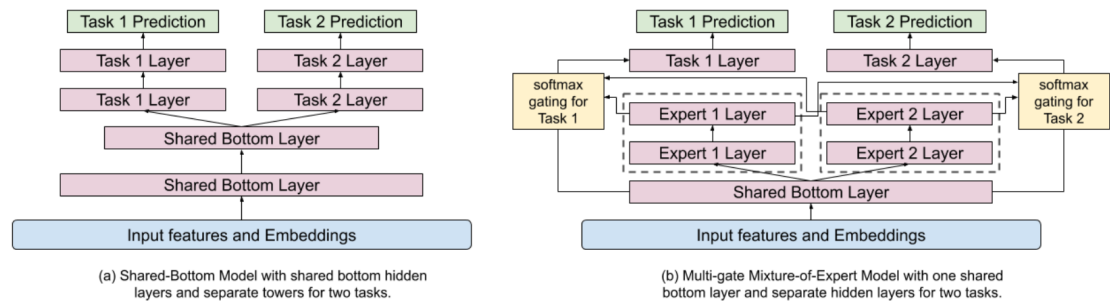 Task 1 Prediction
Task 2 Prediction
Task 1 Layer
Task 2 Layer
Task 1 Layer
Task 2 Layer
Shared Bottom Layer
Shared Bottom Layer
Input features and Embeddings
(a) Shared-Bottom Model with shared bottom hidden
layers and separate towers for two tasks.
Task 1 Prediction
Task 2 Prediction
Task 1 Layer
Task 2 Layer
softmax
gating for
Task 1
softmax
gating for
Task 2
Expert 1 Layer
Expert 2 Layer
Expert 1 Layer
Expert 2 Layer
Shared Bottom Layer
Input features and Embeddings
(b) Multi-gate Mixture-of-Expert Model with one shared
bottom layer and separate hidden layers for two tasks.